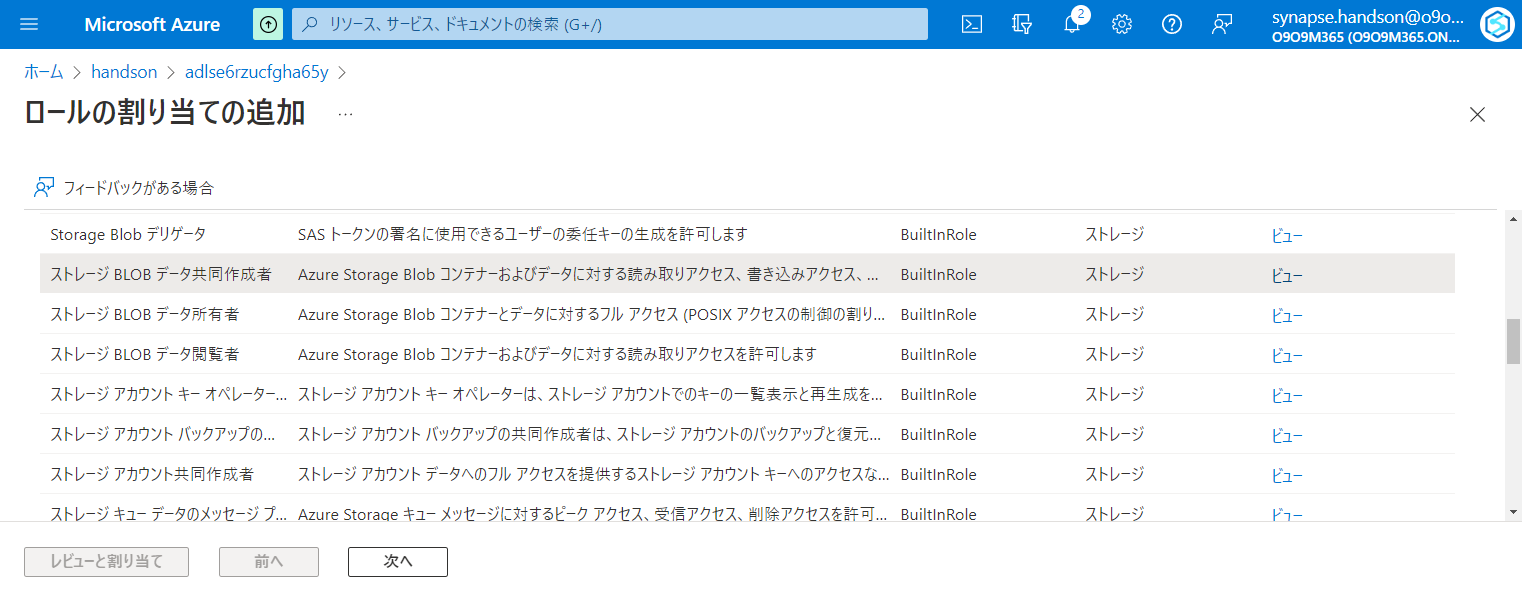 Microsoft Azure
リソース、サービス、ドキュメントの検索 (G+/)
2
synapse.handson@o9o...
O9O9M365 (O9O9M365.ON...
ホーム > handson > adlse6rzucfgha65y >
ロールの割り当ての追加 ...
フィードバックがある場合
Storage Blob デリゲータ SAS トークンの署名に使用できるユーザーの委任キーの生成を許可します BuiltInRole ストレージ ビュー
ストレージ BLOB データ共同作成者 Azure Storage Blob コンテナーおよびデータに対する読み取りアクセス、書き込みアクセス、... BuiltInRole ストレージ ビュー
ストレージ BLOB データ所有者 Azure Storage Blob コンテナーとデータに対するフル アクセス (POSIX アクセスの制御の割り... BuiltInRole ストレージ ビュー
ストレージ BLOB データ閲覧者 Azure Storage Blob コンテナーおよびデータに対する読み取りアクセスを許可します BuiltInRole ストレージ ビュー
ストレージ アカウント キー オペレーター... ストレージ アカウント キー オペレーターは、ストレージ アカウントでのキーの一覧表示と再生成を... BuiltInRole ストレージ ビュー
ストレージ アカウント バックアップの... ストレージ アカウント バックアップの共同作成者は、ストレージ アカウントのバックアップと復元... BuiltInRole ストレージ ビュー
ストレージ アカウント共同作成者 ストレージ アカウント データへのフル アクセスを提供するストレージ アカウント キーへのアクセスな... BuiltInRole ストレージ ビュー
ストレージ キュー データのメッセージ プ... Azure Storage キュー メッセージに対するピーク アクセス、受信アクセス、削除アクセスを許可... BuiltInRole ストレージ ビュー
レビューと割り当て 前へ 次へ